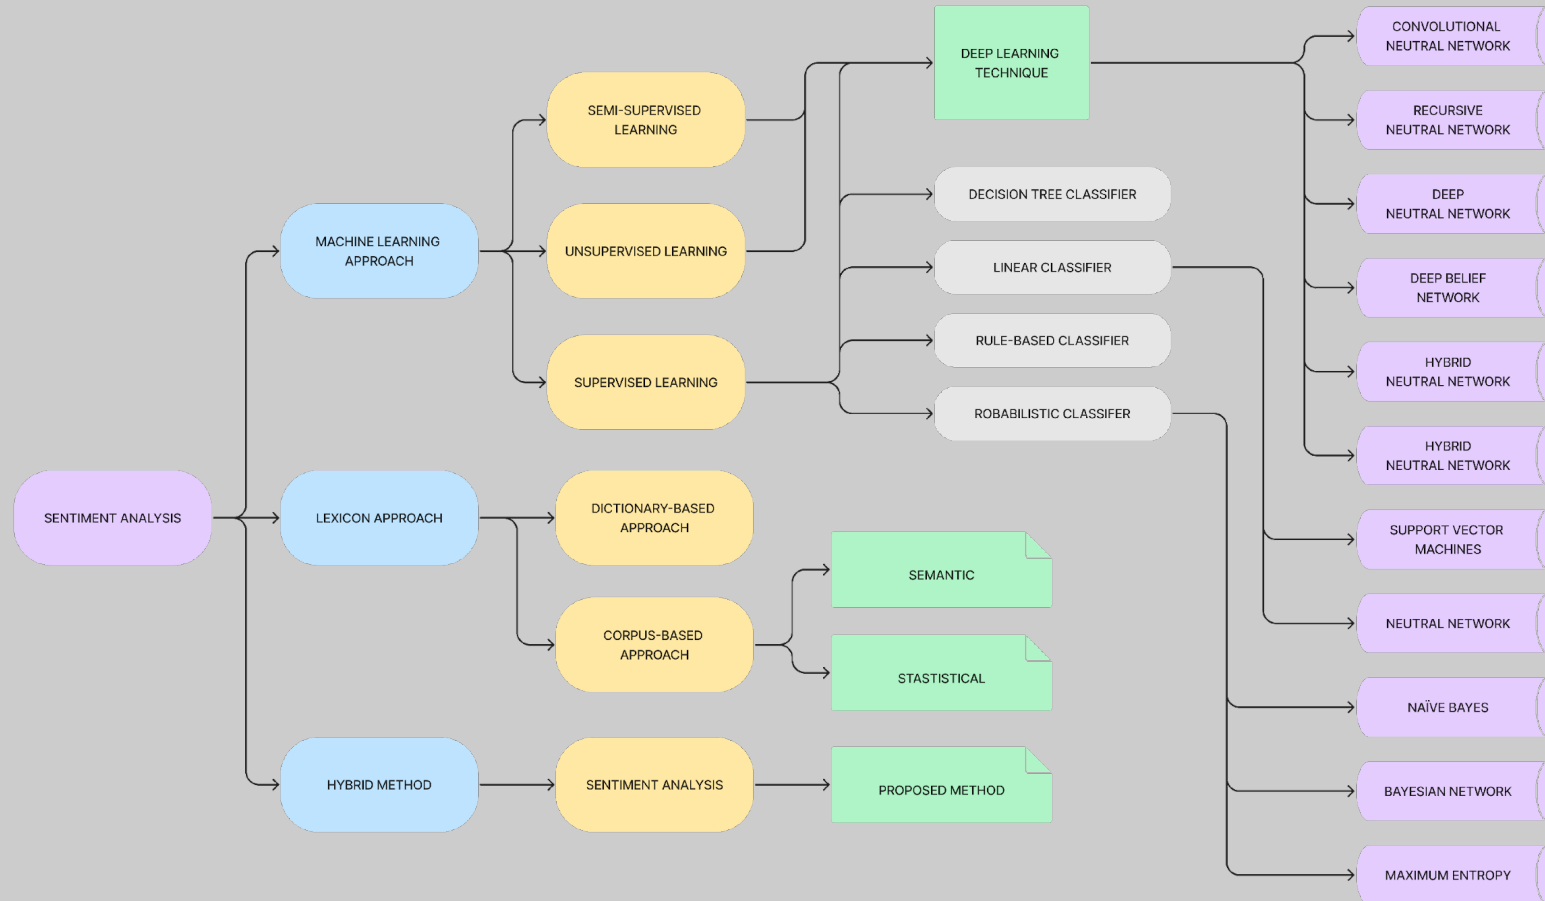 SENTIMENT ANALYSIS
MACHINE LEARNING
APPROACH
LEXICON APPROACH
HYBRID METHOD
SEMI-SUPERVISED
LEARNING
UNSUPERVISED LEARNING
SUPERVISED LEARNING
DICTIONARY-BASED
APPROACH
CORPUS-BASED
APPROACH
SENTIMENT ANALYSIS
DEEP LEARNING
TECHNIQUE
DECISION TREE CLASSIFIER
LINEAR CLASSIFIER
RULE-BASED CLASSIFIER
ROBABILISTIC CLASSIFER
SEMANTIC
STASTISTICAL
PROPOSED METHOD
CONVOLUTIONAL
NEUTRAL NETWORK
RECURSIVE
NEUTRAL NETWORK
DEEP
NEUTRAL NETWORK
DEEP BELIEF
NETWORK
HYBRID
NEUTRAL NETWORK
HYBRID
NEUTRAL NETWORK
SUPPORT VECTOR
MACHINES
NEUTRAL NETWORK
NAÏVE BAYES
BAYESIAN NETWORK
MAXIMUM ENTROPY